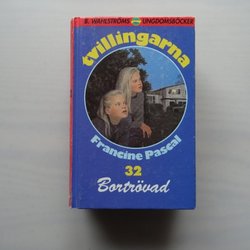 B. WAHLSTRÖMS UNGDOMSBÖCKER
tvillingarna
Francine Pascal
32
Bortrövad